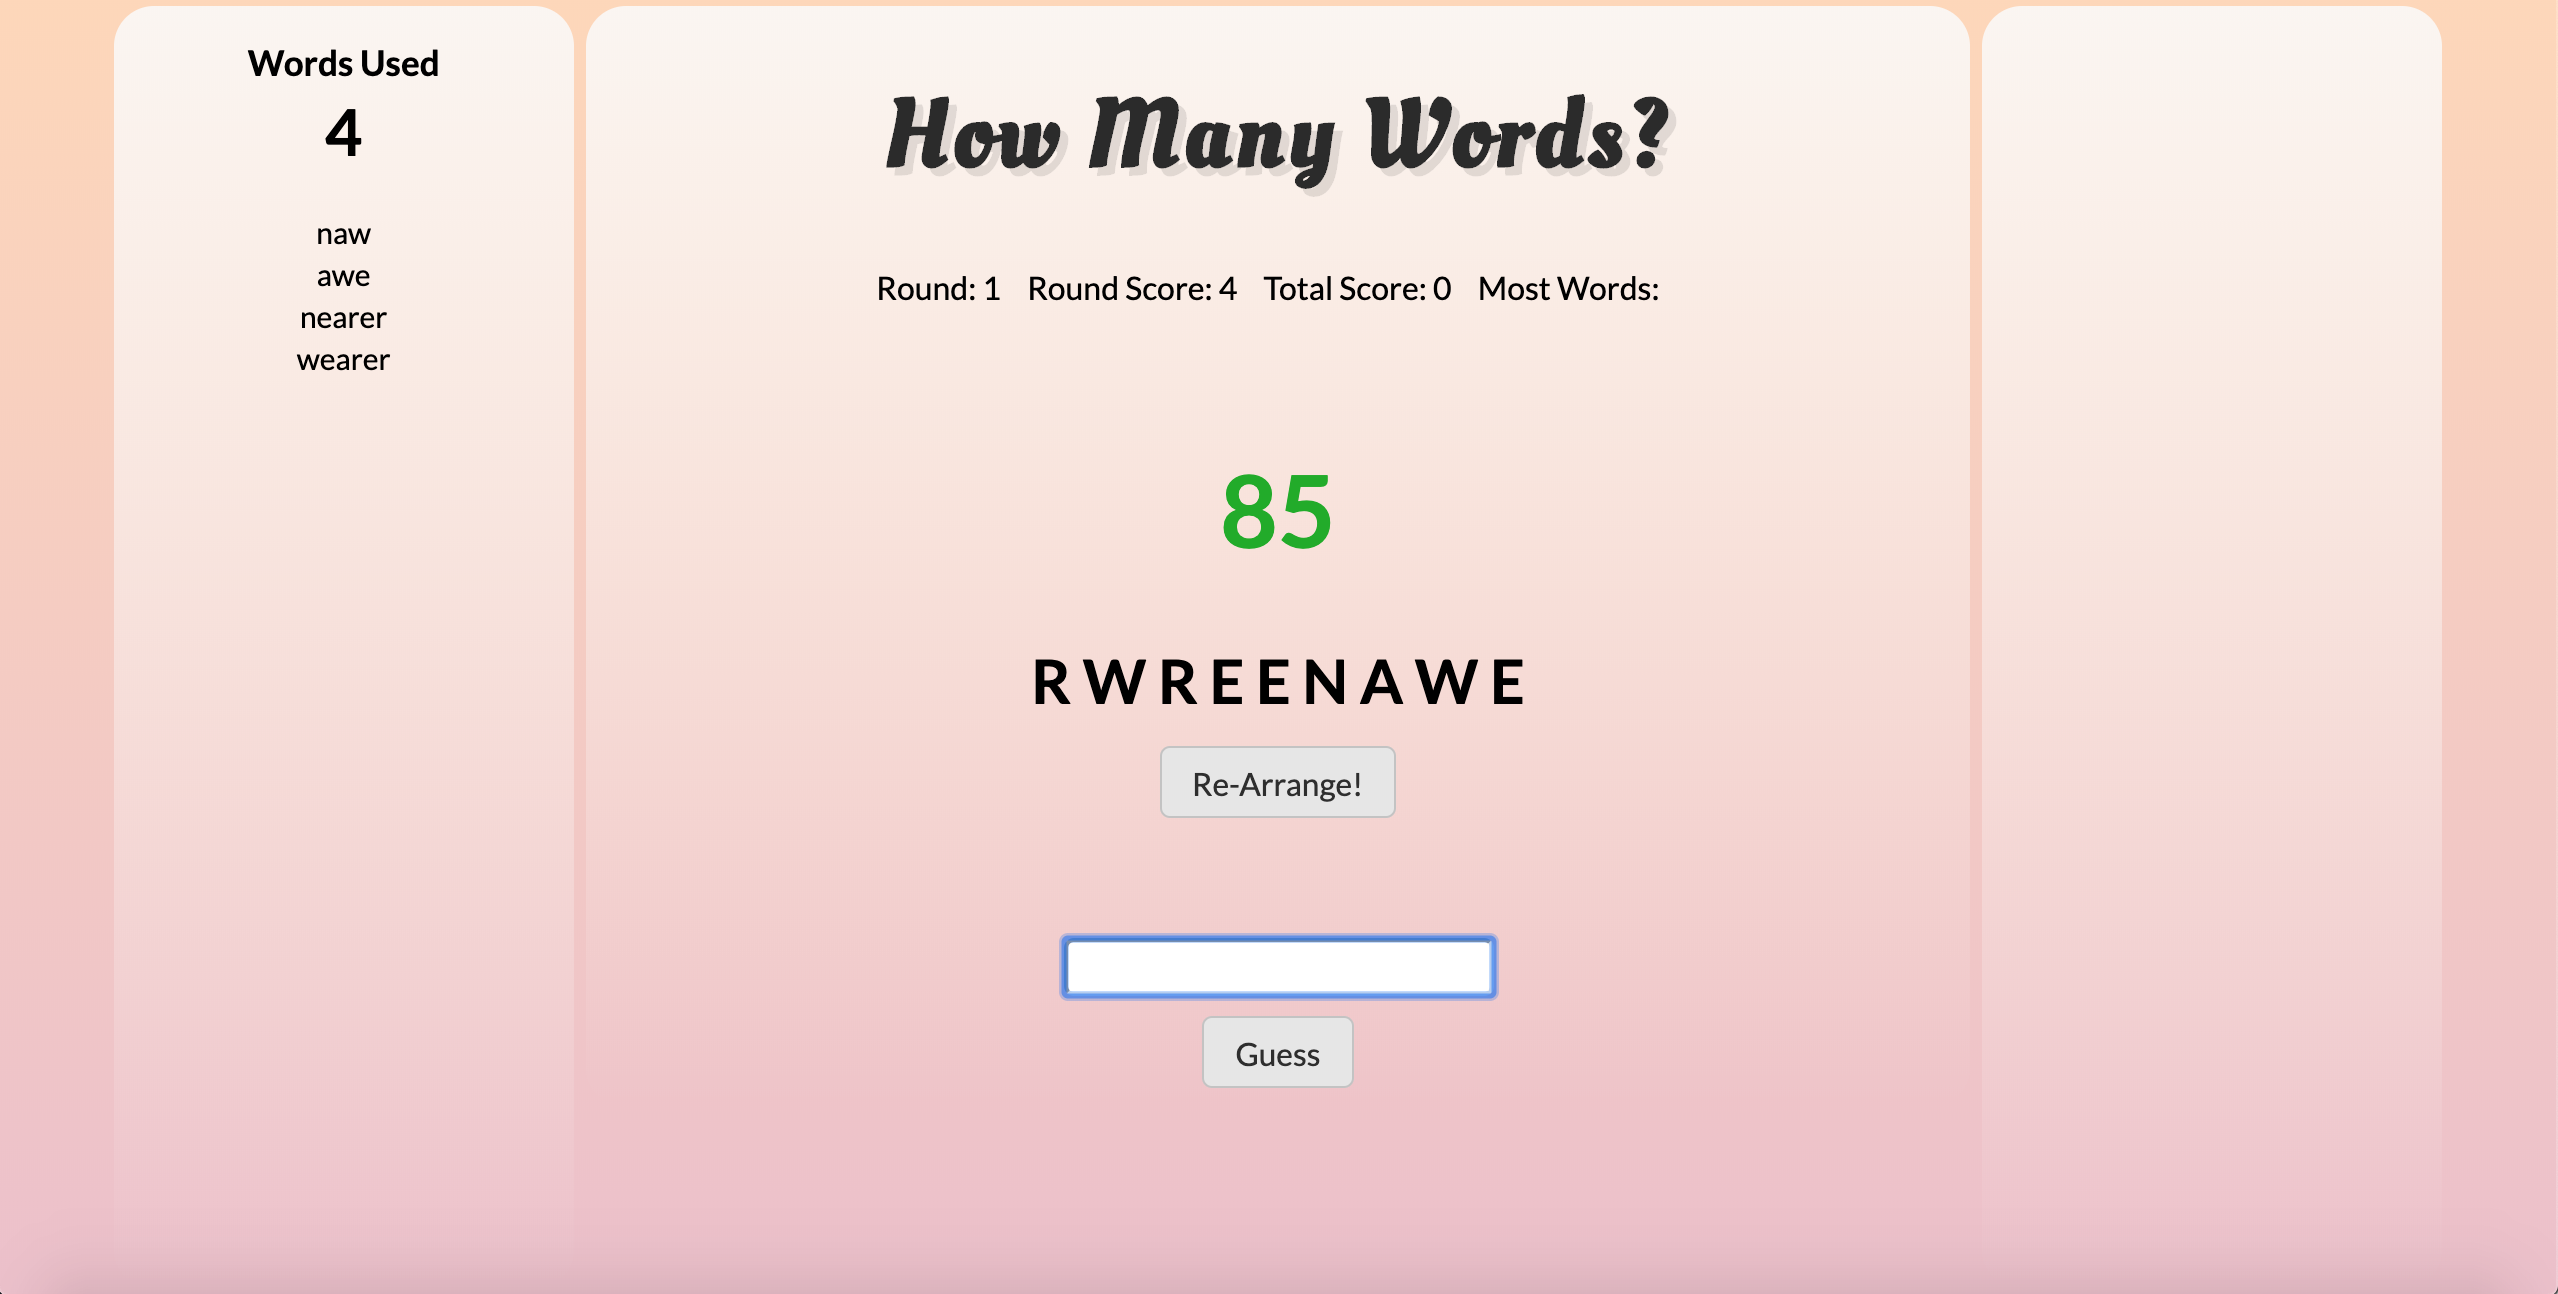 Words Used
4
naw
awe
nearer
wearer
How Many Words?
Round: 1 Round Score: 4 Total Score: 0 Most Words:
85
RWREENAWE
Re-Arrange!
Guess